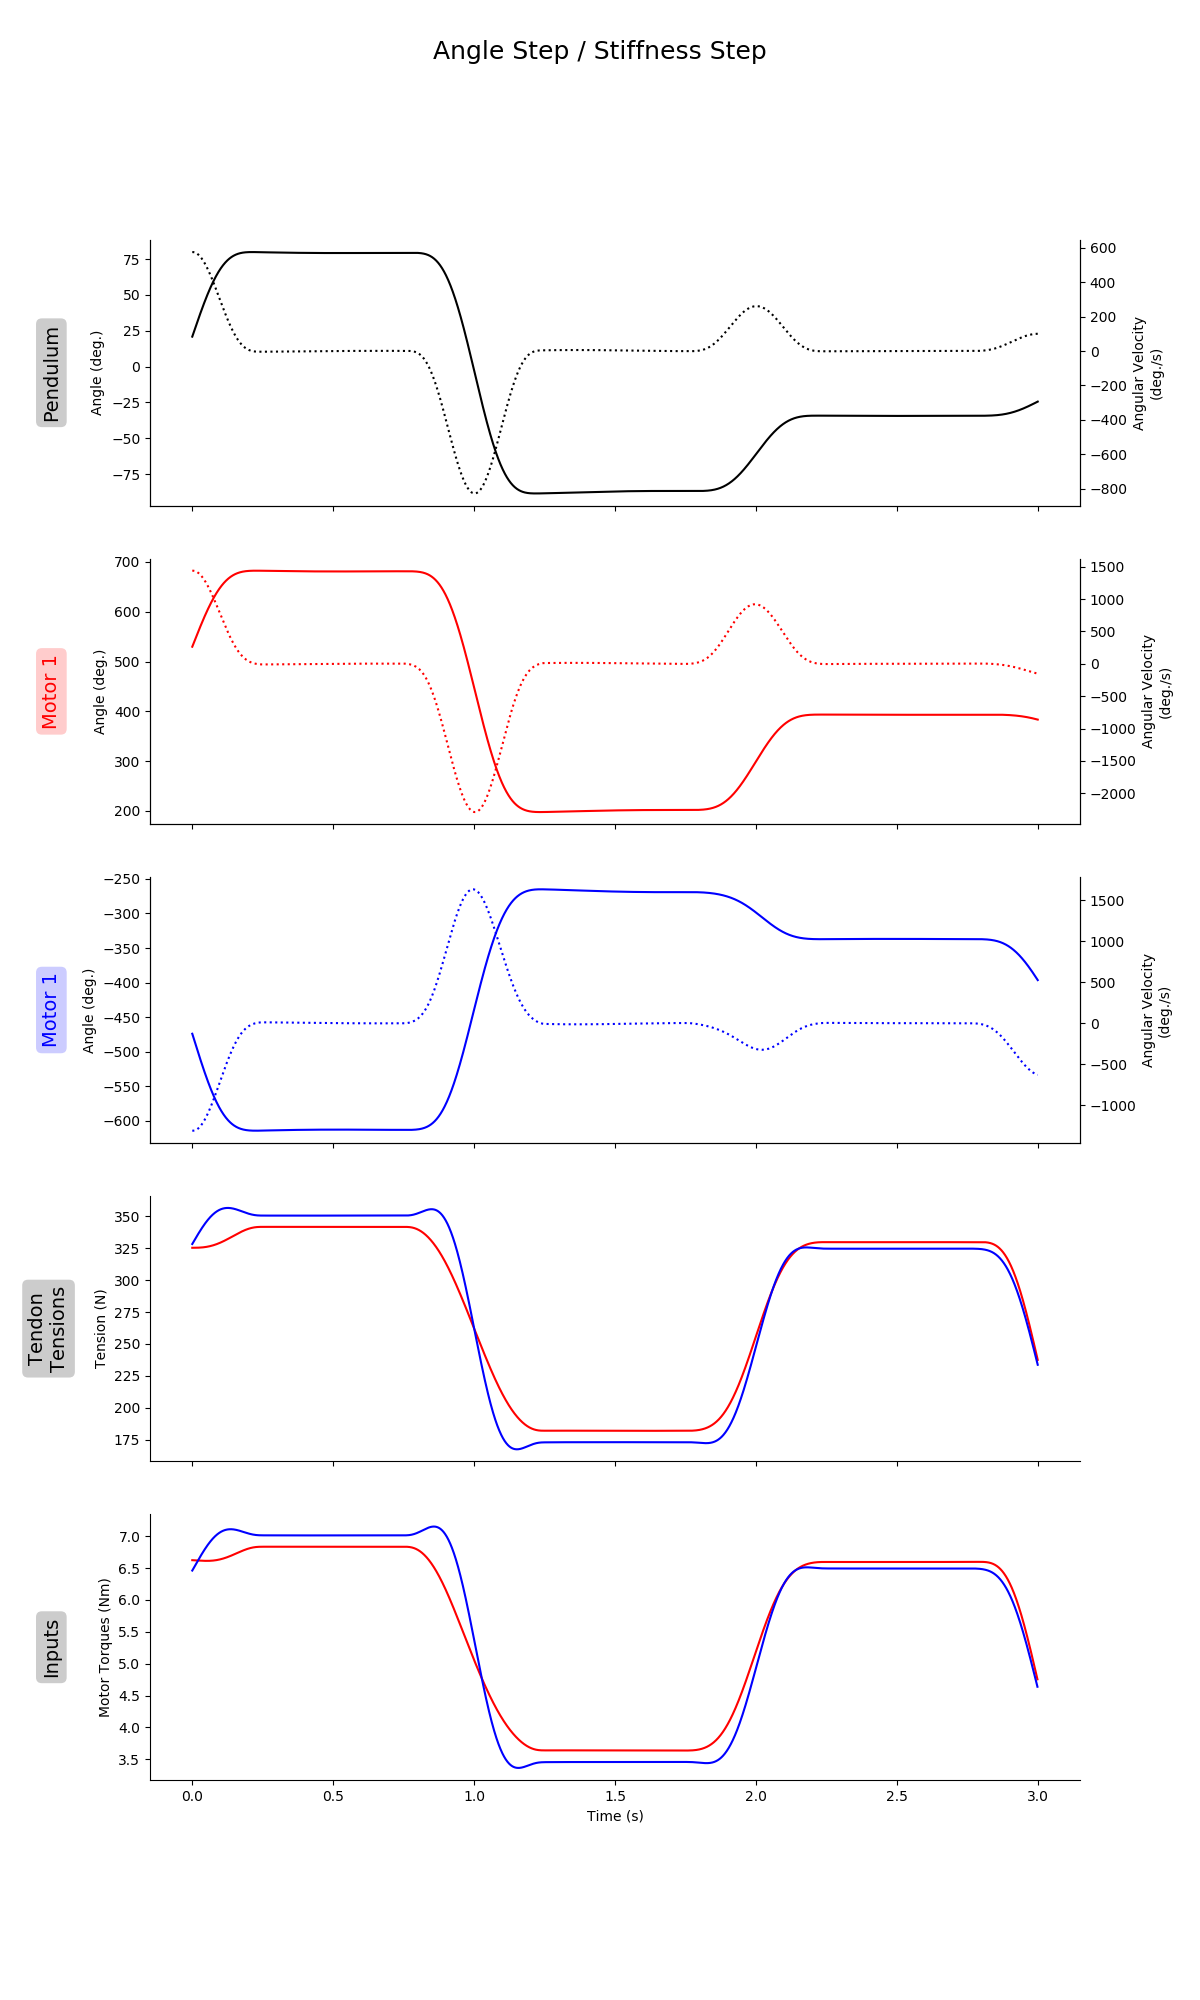 Angle Step / Stiffness Step
Pendulum
Angle (deg.)
75
50
25
0
−25
−50
−75
600
400
200
0
−200
−400
−600
−800
Angular Velocity
(deg./s)
Motor 1
Angle (deg.)
700
600
500
400
300
200
1500
1000
500
0
−500
−1000
−1500
−2000
Angular Velocity
(deg./s)
Motor 1
Angle (deg.)
−250
−300
−350
−400
−450
−500
−550
−600
1500
1000
500
0
−500
−1000
Angular Velocity
(deg./s)
Tendon
Tensions
Tension (N)
350
325
300
275
250
225
200
175
Inputs
Motor Torques (Nm)
7.0
6.5
6.0
5.5
5.0
4.5
4.0
3.5
0.0 0.5 1.0 1.5 2.0 2.5 3.0
Time (s)